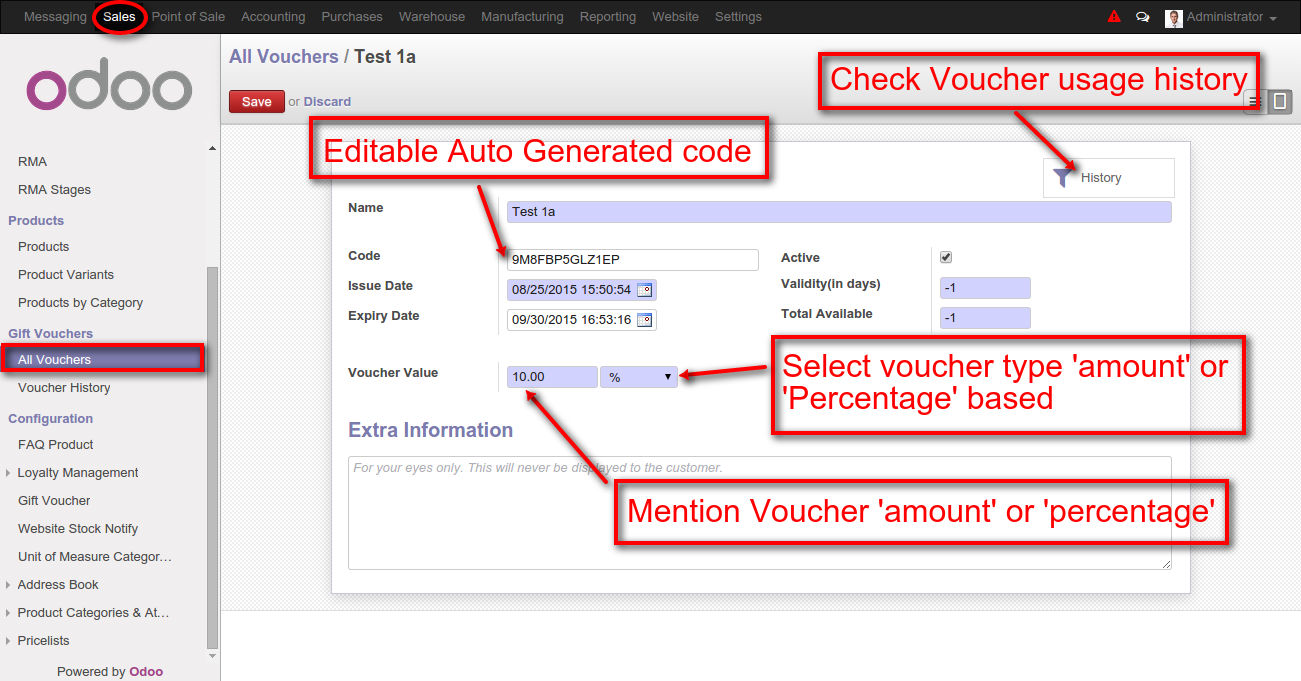 Messaging Sales Point of Sale Accounting Purchases Warehouse Manufacturing Reporting Website Settings Administrator
odoo
RMA
RMA Stages
Products
Products
Product Variants
Products by Category
Gift Vouchers
All Vouchers
Voucher History
Configuration
FAQ Product
Loyalty Management
Gift Voucher
Website Stock Notify
Unit of Measure Categor...
Address Book
Product Categories & At...
Pricelists
Powered by Odoo
All Vouchers / Test 1a
Save or Discard
Check Voucher usage history
Editable Auto Generated code
History
Name Test 1a
Code 9M8FBP5GLZ1EP
Issue Date 08/25/2015 15:50:54
Expiry Date 09/30/2015 16:53:16
Active
Validity(in days) -1
Total Available -1
Voucher Value 10.00 %
Select voucher type 'amount' or
'Percentage' based
Extra Information
For your eyes only. This will never be displayed to the customer.
Mention Voucher 'amount' or 'percentage'